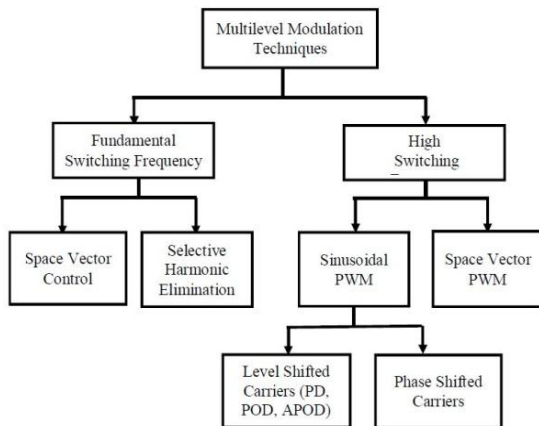 Multilevel Modulation
Techniques
Fundamental
Switching Frequency
High
Switching
Space Vector
Control
Selective
Harmonic
Elimination
Sinusoidal
PWM
Space Vector
PWM
Level Shifted
Carriers (PD,
POD, APOD)
Phase Shifted
Carriers